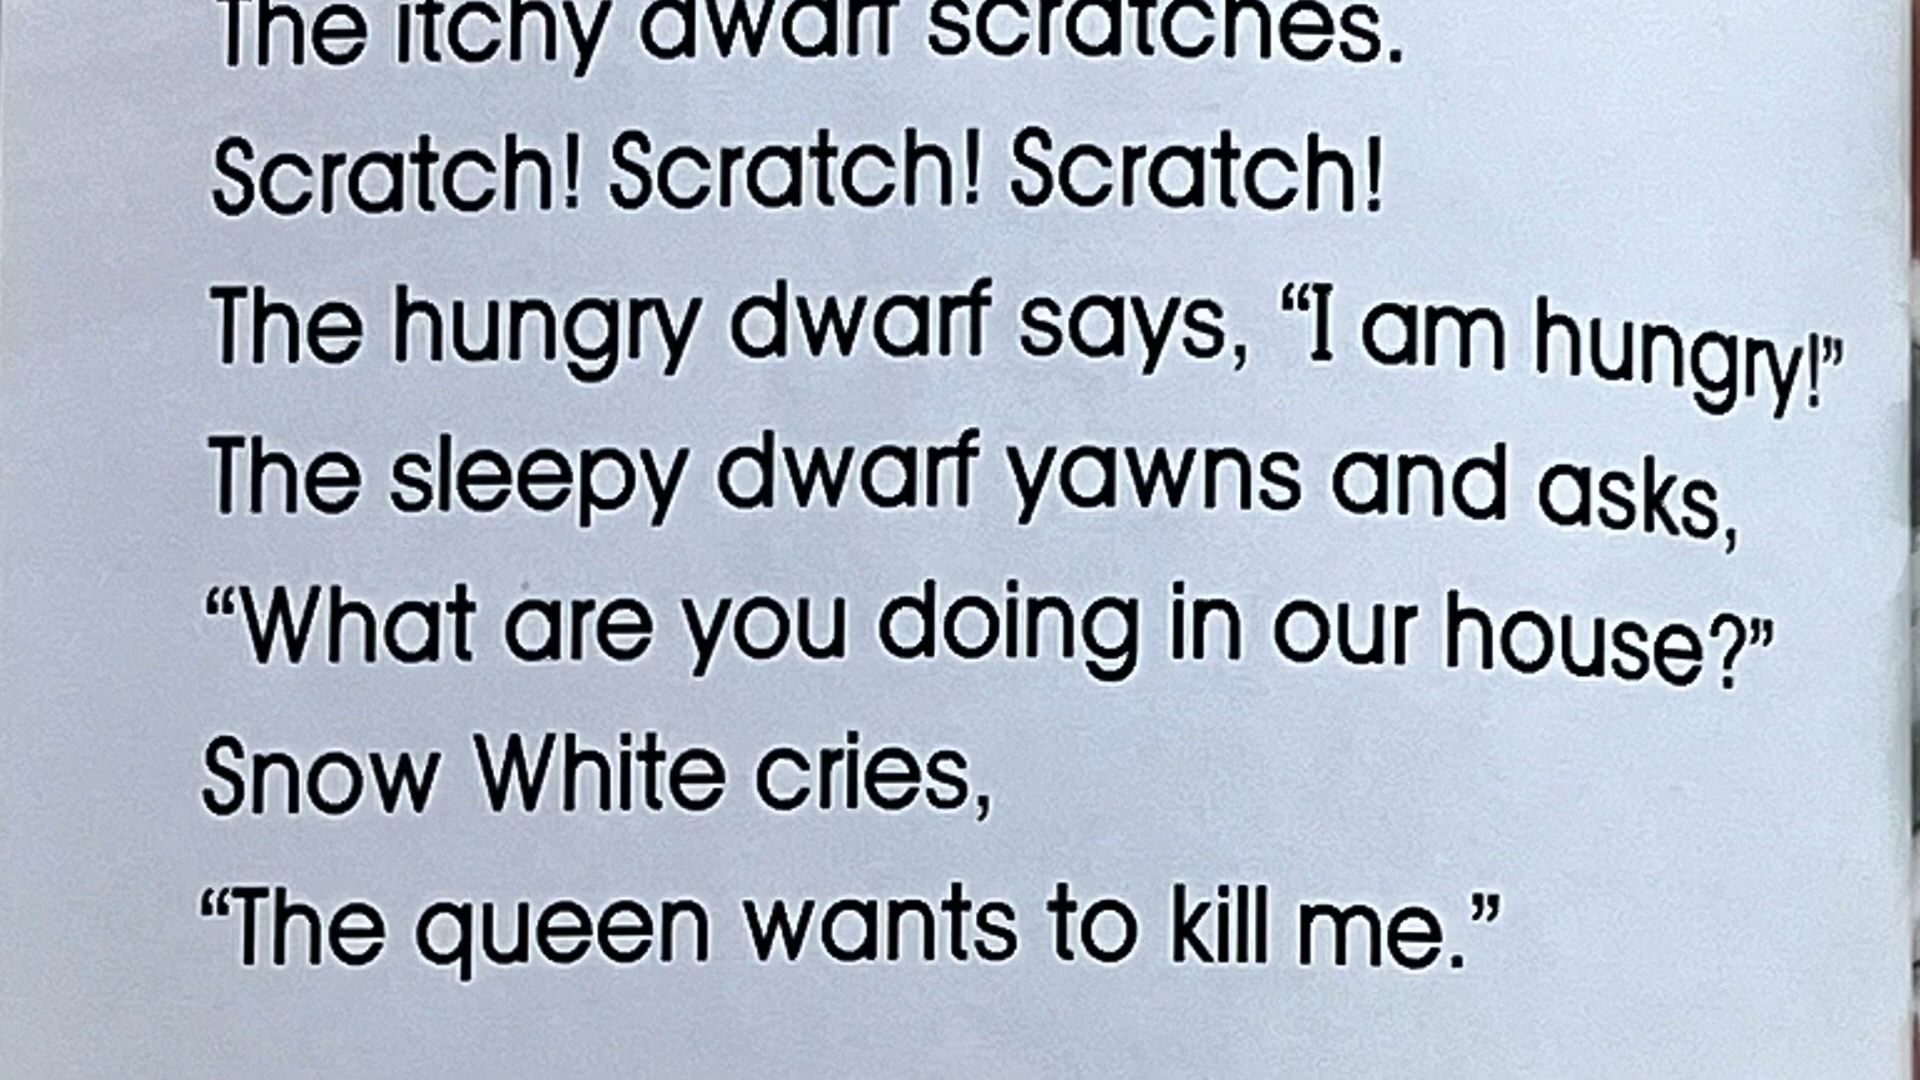 The itchy dwarf scratches.
Scratch! Scratch! Scratch!
The hungry dwarf says, “I am hungry!”
The sleepy dwarf yawns and asks,
“What are you doing in our house?”
Snow White cries,
“The queen wants to kill me.”